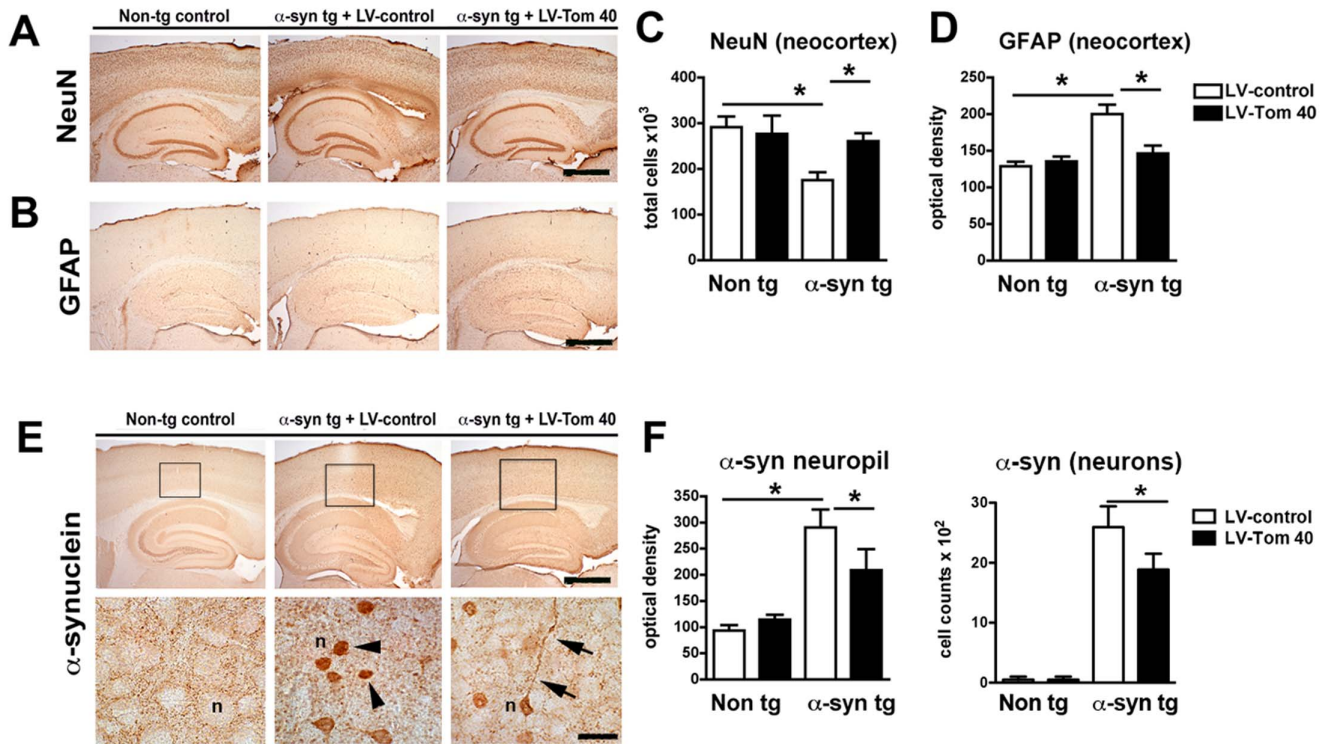 A
Non-tg control
α-syn tg + LV-control
α-syn tg + LV-Tom 40
NeuN
B
GFAP
C
NeuN (neocortex)
total cells x10³
400
300
200
100
0
*
*
Non tg
α-syn tg
D
GFAP (neocortex)
optical density
250
200
150
100
50
0
*
*
Non tg
α-syn tg
LV-control
LV-Tom 40
E
Non-tg control
α-syn tg + LV-control
α-syn tg + LV-Tom 40
α-synuclein
n
n
n
F
α-syn neuropil
optical density
350
300
250
200
150
100
50
0
*
*
Non tg
α-syn tg
α-syn (neurons)
cell counts x 10²
30
20
10
0
*
Non tg
α-syn tg
LV-control
LV-Tom 40